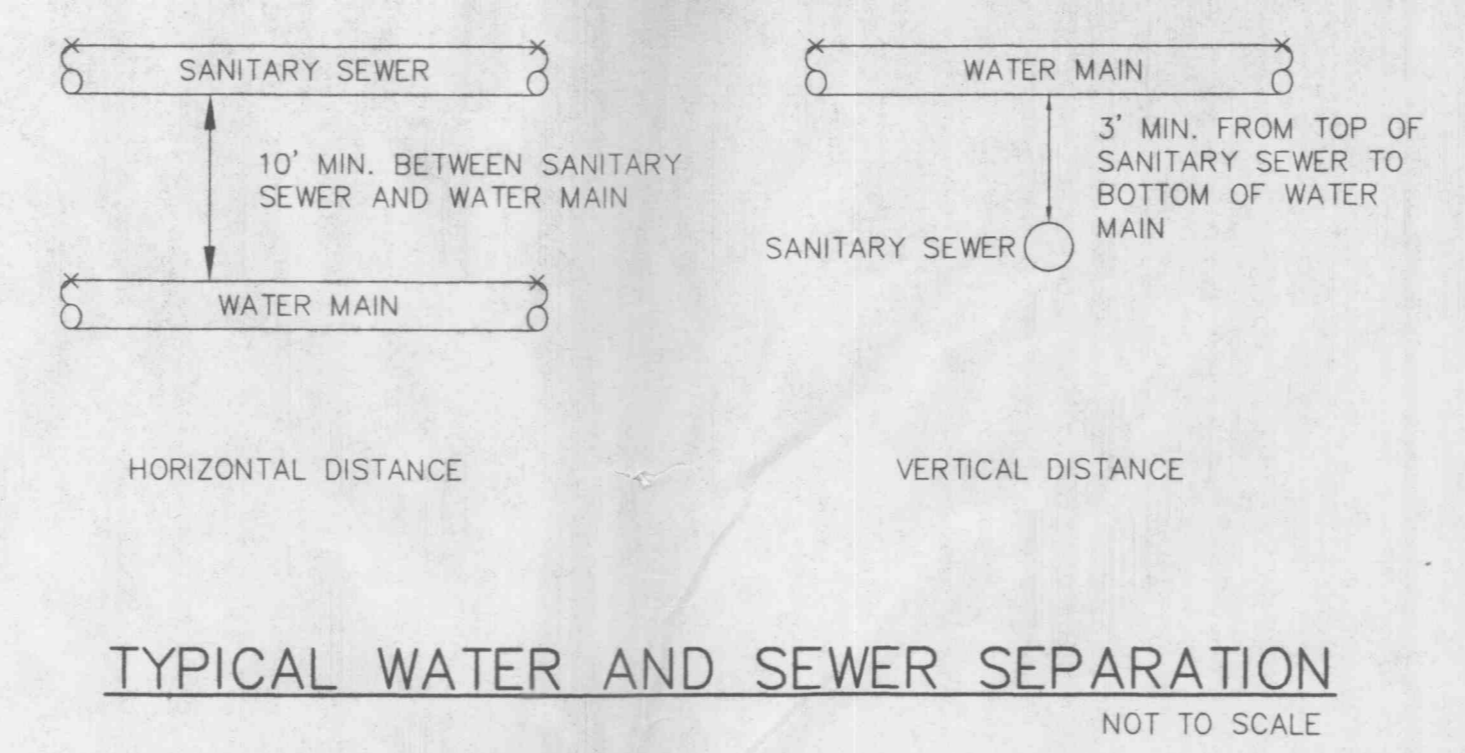 SANITARY SEWER
10' MIN. BETWEEN SANITARY
SEWER AND WATER MAIN
WATER MAIN
HORIZONTAL DISTANCE
WATER MAIN
3' MIN. FROM TOP OF
SANITARY SEWER TO
BOTTOM OF WATER
MAIN
SANITARY SEWER
VERTICAL DISTANCE
TYPICAL WATER AND SEWER SEPARATION
NOT TO SCALE